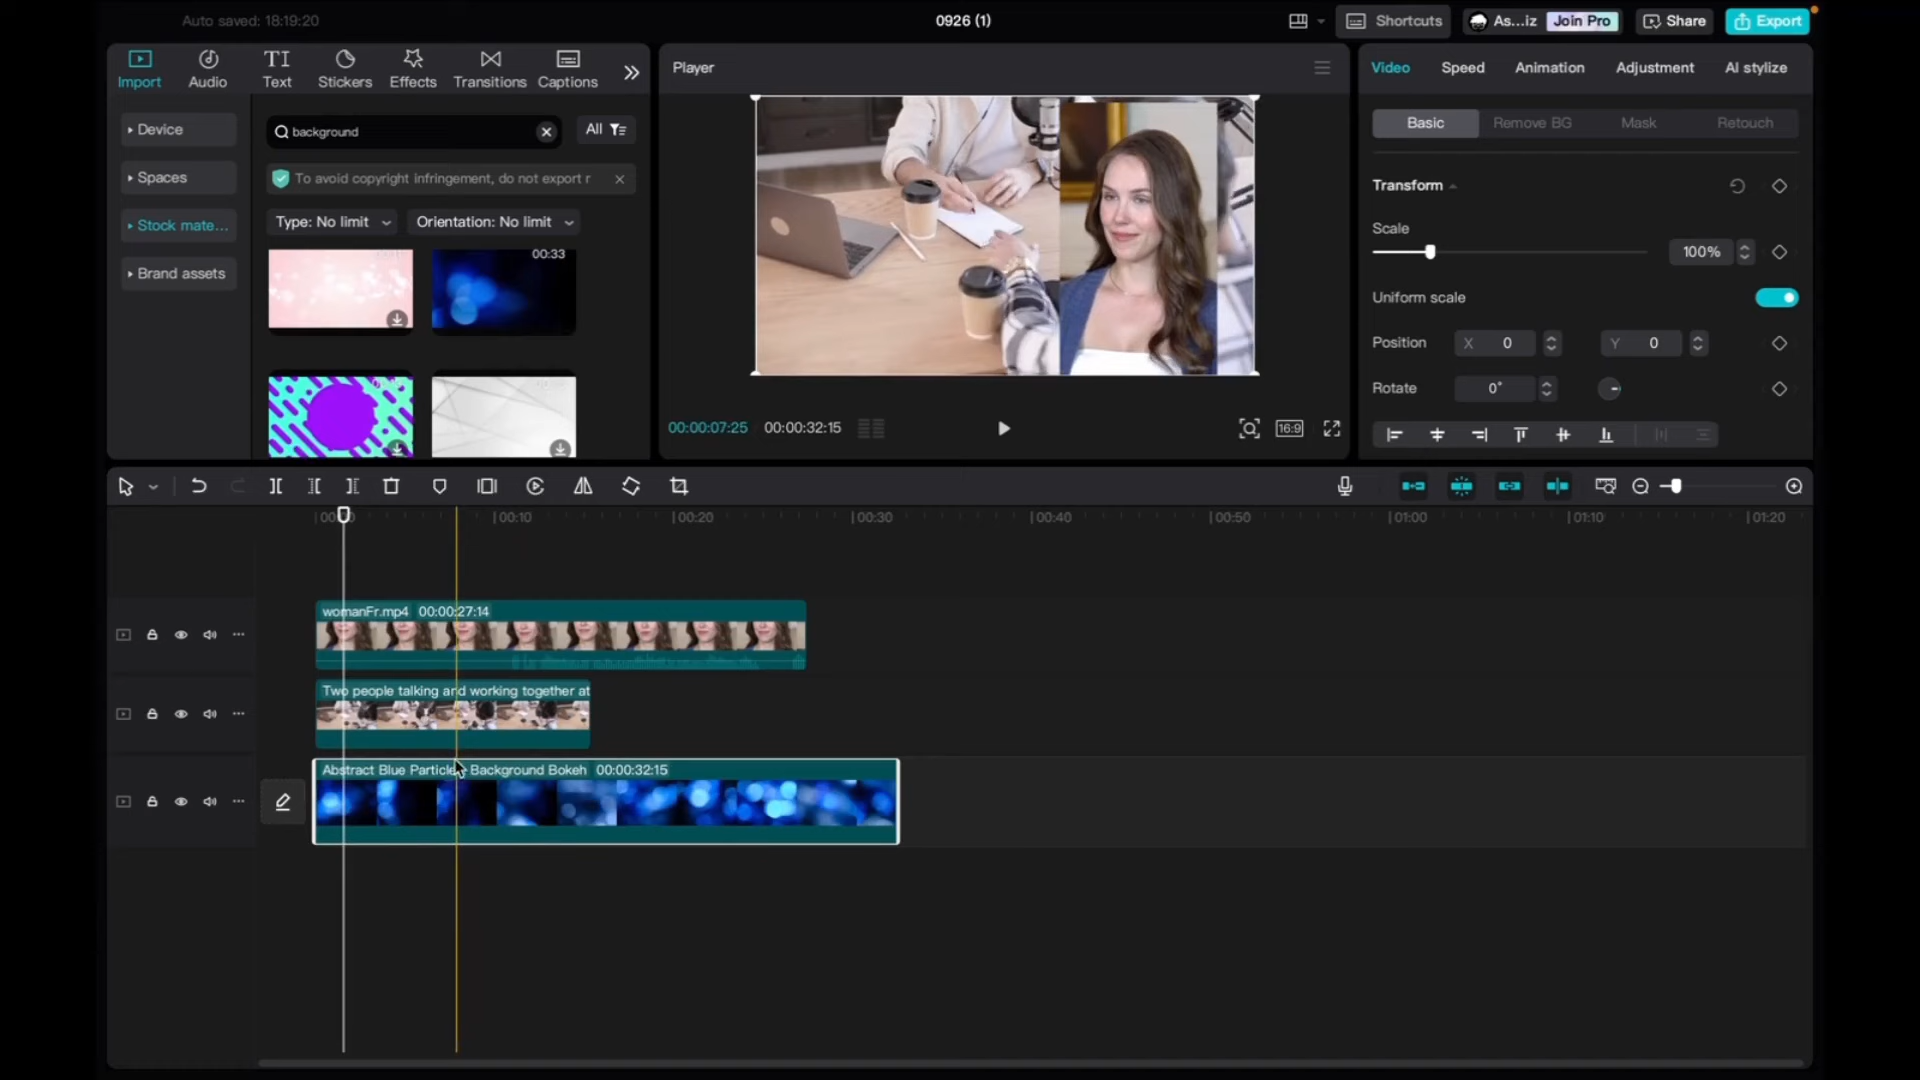 Auto saved: 18:19:20
0926 (1)
Shortcuts
As...iz
Join Pro
Share
Export
Import
Audio
TI
Text
Stickers
Effects
Transitions
Captions
Player
Video
Speed
Animation
Adjustment
AI stylize
Device
Spaces
Stock mate...
Brand assets
background
All
To avoid copyright infringement, do not export r
Type: No limit
Orientation: No limit
00:33
Basic
Remove BG
Mask
Retouch
Transform
Scale
100%
Uniform scale
Position
X 0
Y 0
Rotate
0°
00:00:07:25
00:00:32:15
16:9
00:10
00:20
00:30
00:40
00:50
01:00
01:10
01:20
womanFr.mp4 00:00:27:14
Two people talking and working together at
Abstract Blue Particle Background Bokeh 00:00:32:15